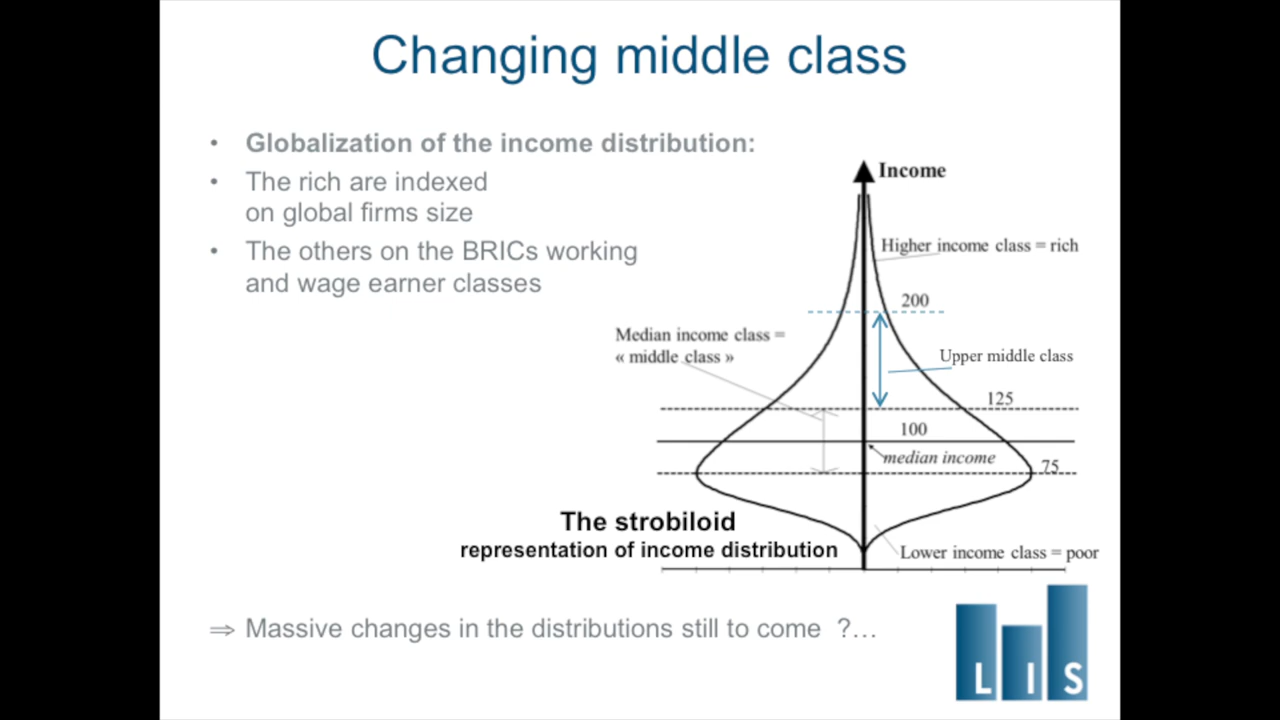 Changing middle class
• Globalization of the income distribution:
• The rich are indexed
on global firms size
• The others on the BRICs working
and wage earner classes
Income
Higher income class = rich
200
Median income class =
« middle class »
Upper middle class
125
100
median income
75
The strobiloid
representation of income distribution
Lower income class = poor
⇒ Massive changes in the distributions still to come ?…
LIS